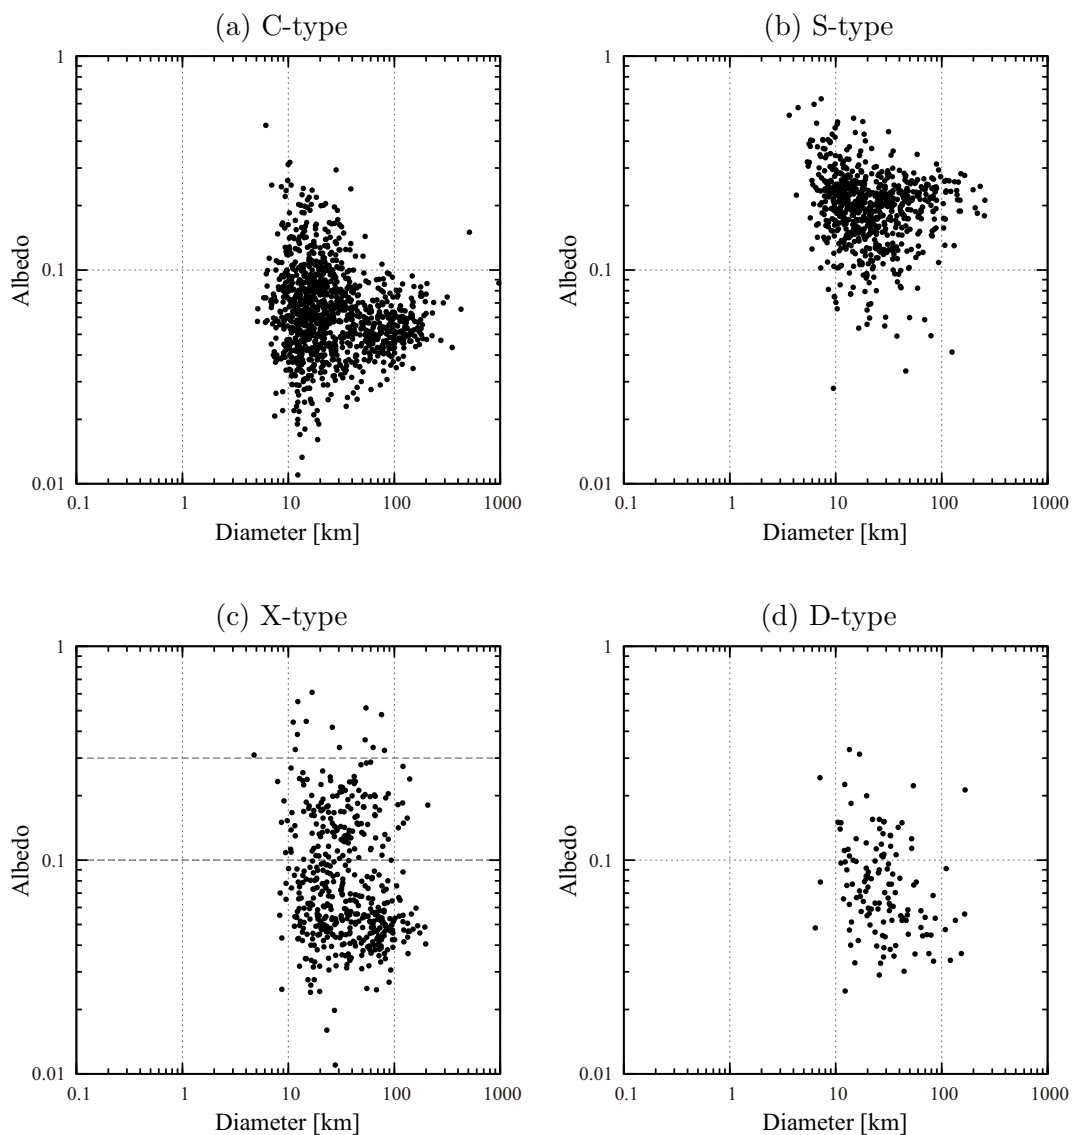 (a) C-type
1
0.1
0.01
Albedo
0.1 1 10 100 1000
Diameter [km]
(b) S-type
1
0.1
0.01
Albedo
0.1 1 10 100 1000
Diameter [km]
(c) X-type
1
0.1
0.01
Albedo
0.1 1 10 100 1000
Diameter [km]
(d) D-type
1
0.1
0.01
Albedo
0.1 1 10 100 1000
Diameter [km]